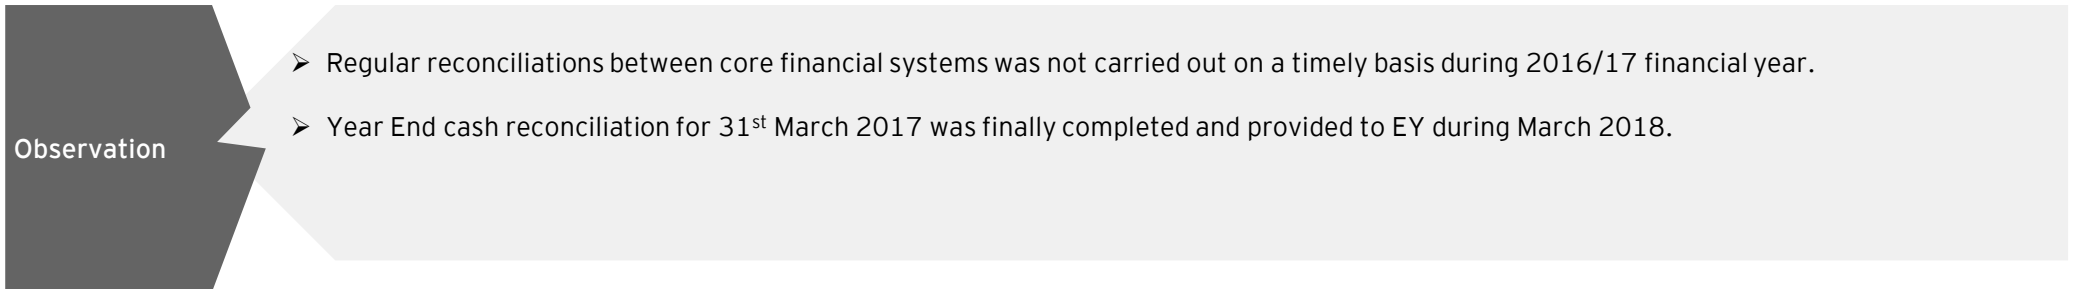 Observation
➢ Regular reconciliations between core financial systems was not carried out on a timely basis during 2016/17 financial year.
➢ Year End cash reconciliation for 31st March 2017 was finally completed and provided to EY during March 2018.